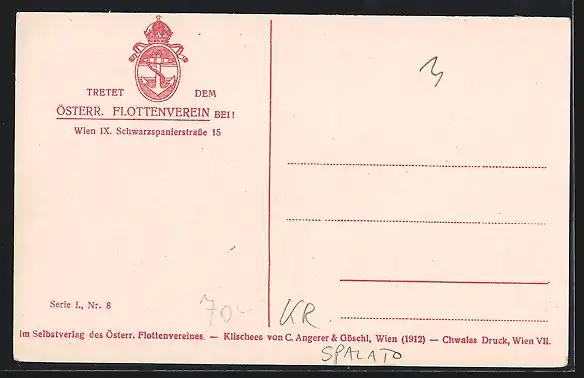 TRETET DEM
ÖSTERR. FLOTTENVEREIN BEI!
Wien IX. Schwarzspanierstraße 15
3
Serie I., Nr. 8
70.-
KR
Im Selbstverlag des Österr. Flottenvereines. — Klischees von C. Angerer & Göschl, Wien (1912) — Chwalas Druck, Wien VII.
SPALATO